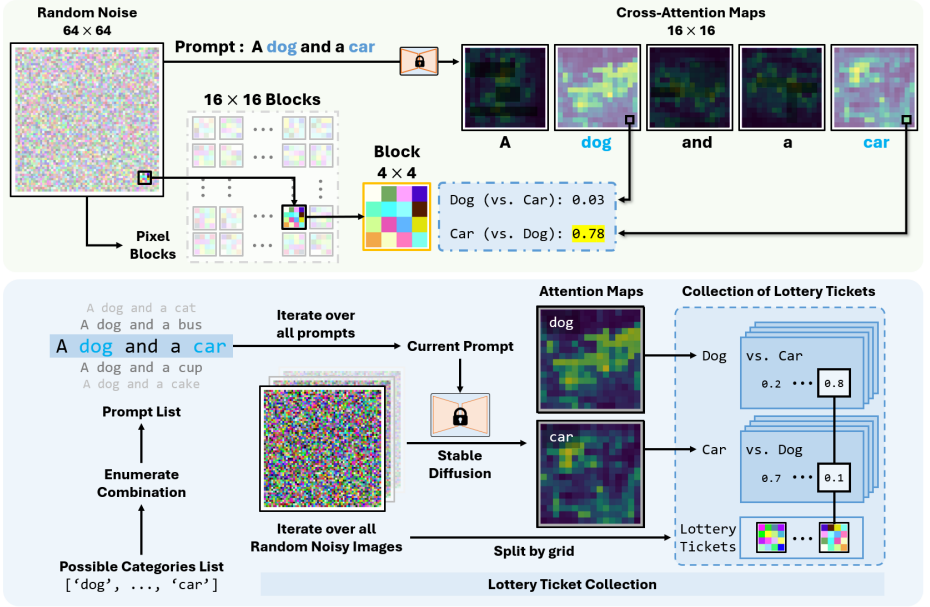 Random Noise
64 × 64
Prompt : A dog and a car
Cross-Attention Maps
16 × 16
A
dog
and
a
car
16 × 16 Blocks
Block
4 × 4
Pixel
Blocks
Dog (vs. Car): 0.03
Car (vs. Dog): 0.78
A dog and a cat
A dog and a bus
A dog and a car
A dog and a cup
A dog and a cake
Prompt List
Enumerate
Combination
Possible Categories List
['dog', ..., 'car']
Iterate over
all prompts
Current Prompt
Stable
Diffusion
Iterate over all
Random Noisy Images
Split by grid
Attention Maps
dog
car
Collection of Lottery Tickets
Dog
vs. Car
0.2 ··· 0.8
Car
vs. Dog
0.7 ··· 0.1
Lottery
Tickets
···
Lottery Ticket Collection